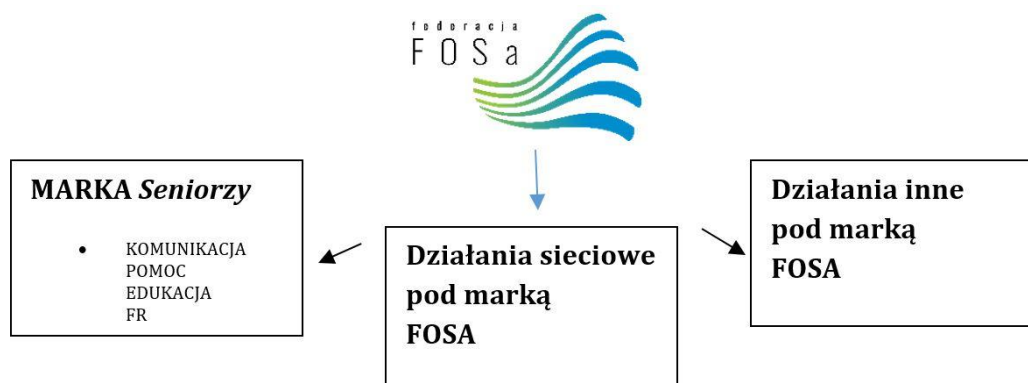 federacja
FOSa
MARKA Seniorzy
• KOMUNIKACJA
POMOC
EDUKACJA
FR
Działania sieciowe
pod marką
FOSA
Działania inne
pod marką
FOSA